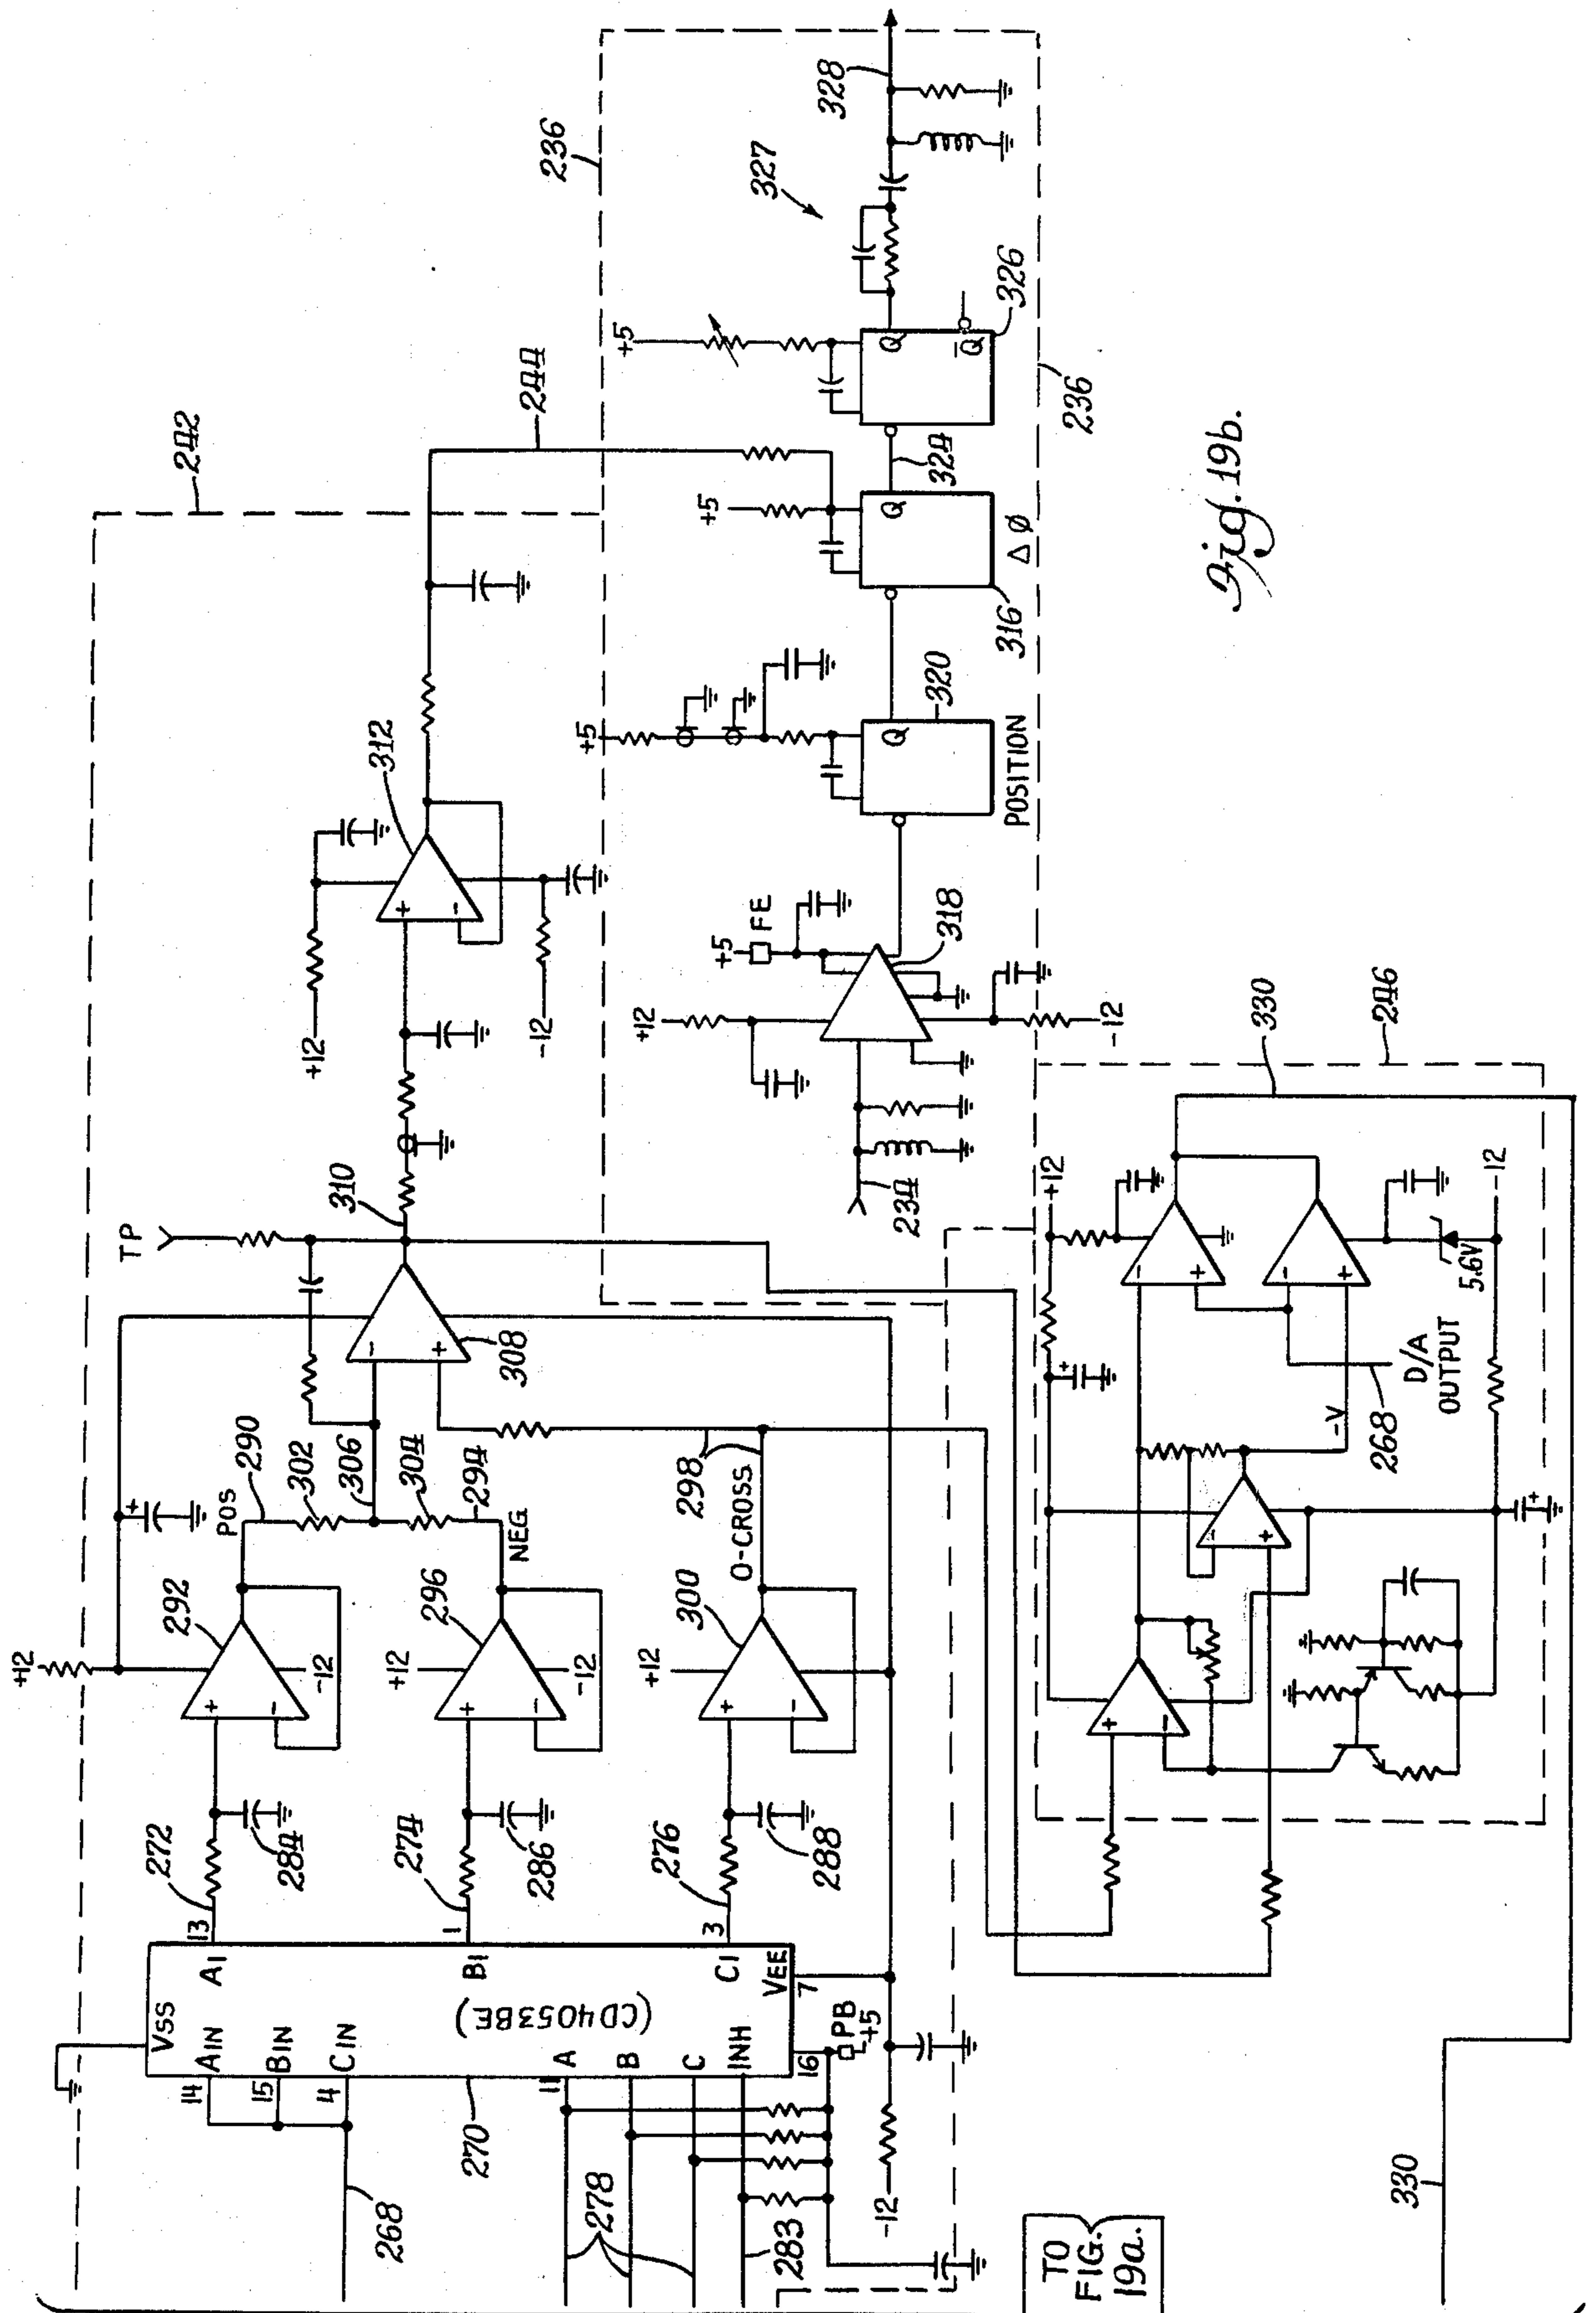 242
244
236
+12
+
POS
290
292
302
306
304
294
NEG
296
298
O-CROSS
300
272
284
274
286
276
288
+
-
-12
+12
+
-
-12
+12
+
-
TP
310
-
+
308
312
+12
+
-
-12
VSS
AIN
BIN
CIN
A
B
C
INH
A1
B1
C1
VEE
(CD4053BE)
14
15
4
11
16
13
1
3
7
PB
+5
270
268
278
283
-12
234
+12
+5
FE
318
-12
+5
Q
320
POSITION
+5
Q
316
Δ Ø
324
+5
Q
Q
326
327
328
236
246
330
+12
-
+
-
+
5.6V
-12
D/A
OUTPUT
268
-V
+
-
+
-
+
+
330
TO
FIG.
19a.
Fig. 19b.